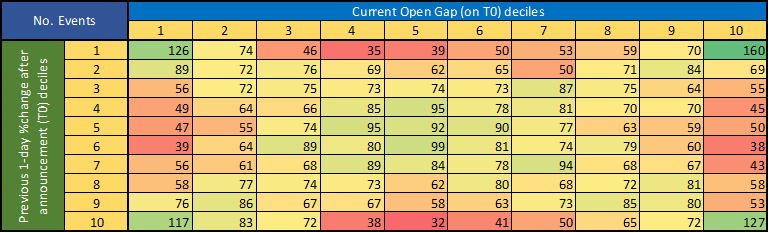 No. Events
Current Open Gap (on T0) deciles
1 2 3 4 5 6 7 8 9 10
Previous 1-day %change after
announcement (T0) deciles
1 126 74 46 35 39 50 53 59 70 160
2 89 72 76 69 62 65 50 71 84 69
3 56 72 75 73 74 73 87 75 64 55
4 49 64 66 85 95 78 81 70 70 45
5 47 55 74 95 92 90 77 63 59 50
6 39 64 89 80 99 81 74 79 60 38
7 56 61 68 89 84 78 94 68 67 43
8 58 77 74 73 62 80 68 72 81 58
9 76 86 67 67 58 63 73 85 80 53
10 117 83 72 38 32 41 50 65 72 127